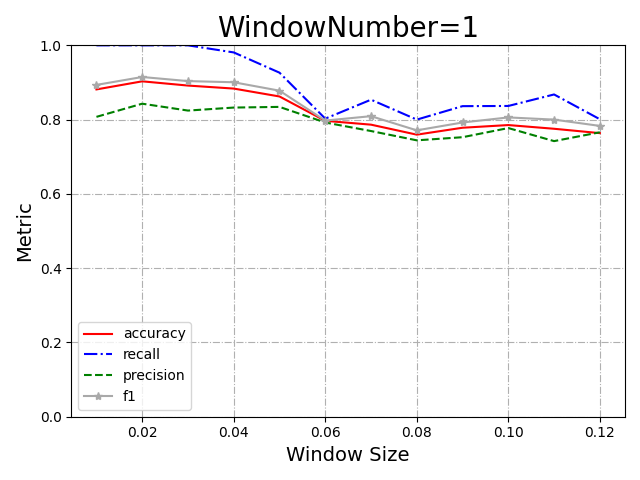 WindowNumber=1
1.0
0.8
0.6
0.4
0.2
0.0
Metric
accuracy
recall
precision
f1
0.02 0.04 0.06 0.08 0.10 0.12
Window Size